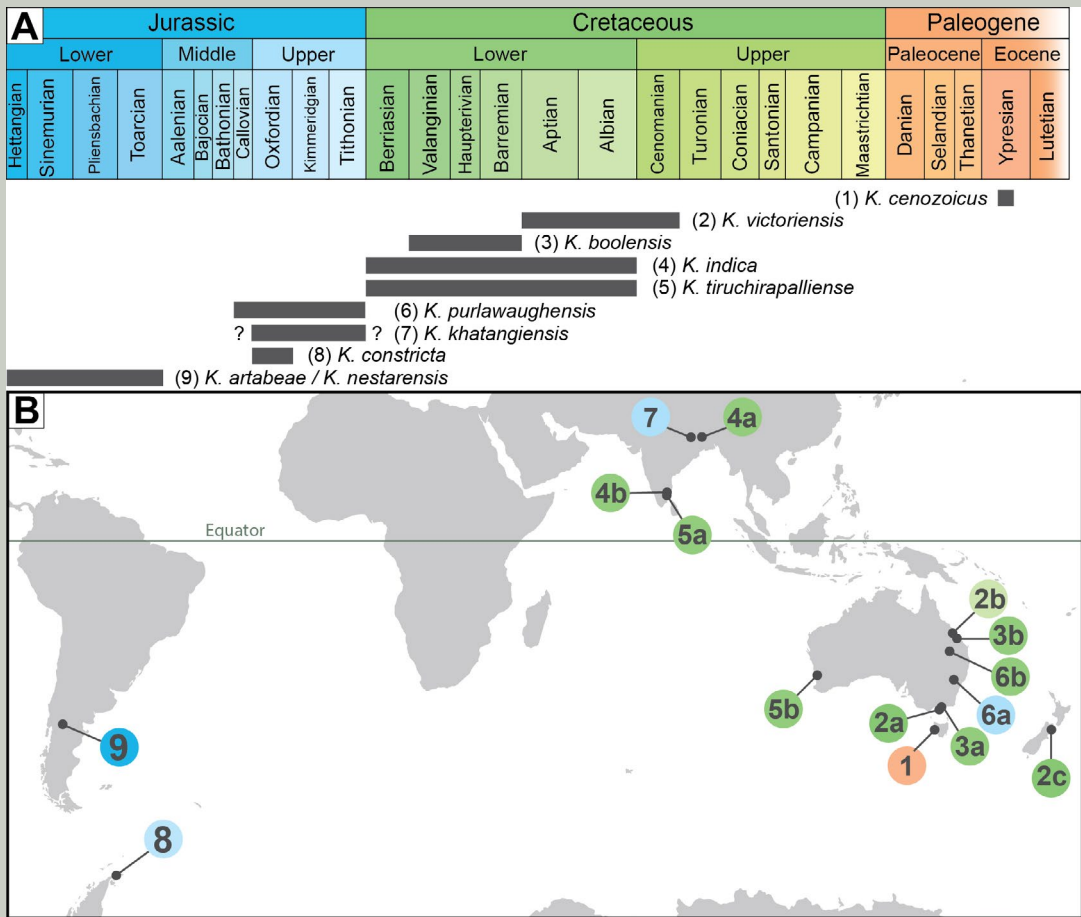 A
Jurassic Cretaceous Paleogene
Lower Middle Upper Lower Upper Paleocene Eocene
Hettangian
Sinemurian
Pliensbachian
Toarcian
Aalenian
Bajocian
Bathonian
Callovian
Oxfordian
Kimmeridgian
Tithonian
Berriasian
Valanginian
Haupterivian
Barremian
Aptian
Albian
Cenomanian
Turonian
Coniacian
Santonian
Campanian
Maastrichtian
Danian
Selandian
Thanetian
Ypresian
Lutetian
(1) K. cenozoicus
(2) K. victoriensis
(3) K. boolensis
(4) K. indica
(5) K. tiruchirapalliense
(6) K. purlawaughensis
? ? (7) K. khatangiensis
(8) K. constricta
(9) K. artabeae / K. nestarensis
B
7 4a
4b
5a
Equator
2b
3b
6b
5b
6a
2a
3a
9
1
2c
8